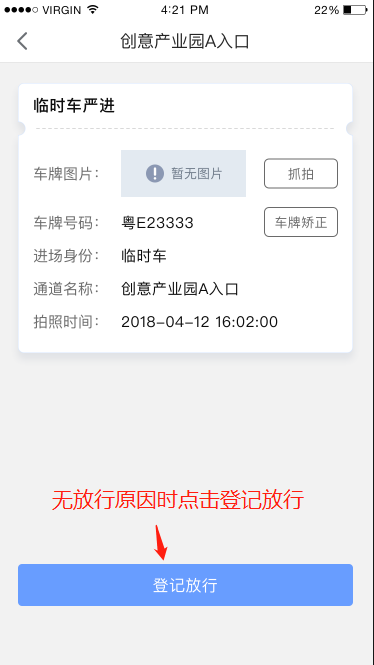 VIRGIN 4:21 PM 22%
创意产业园A入口
临时车严进
车牌图片： 暂无图片 抓拍
车牌号码： 粤E23333 车牌矫正
进场身份： 临时车
通道名称： 创意产业园A入口
拍照时间： 2018-04-12 16:02:00
无放行原因时点击登记放行
登记放行